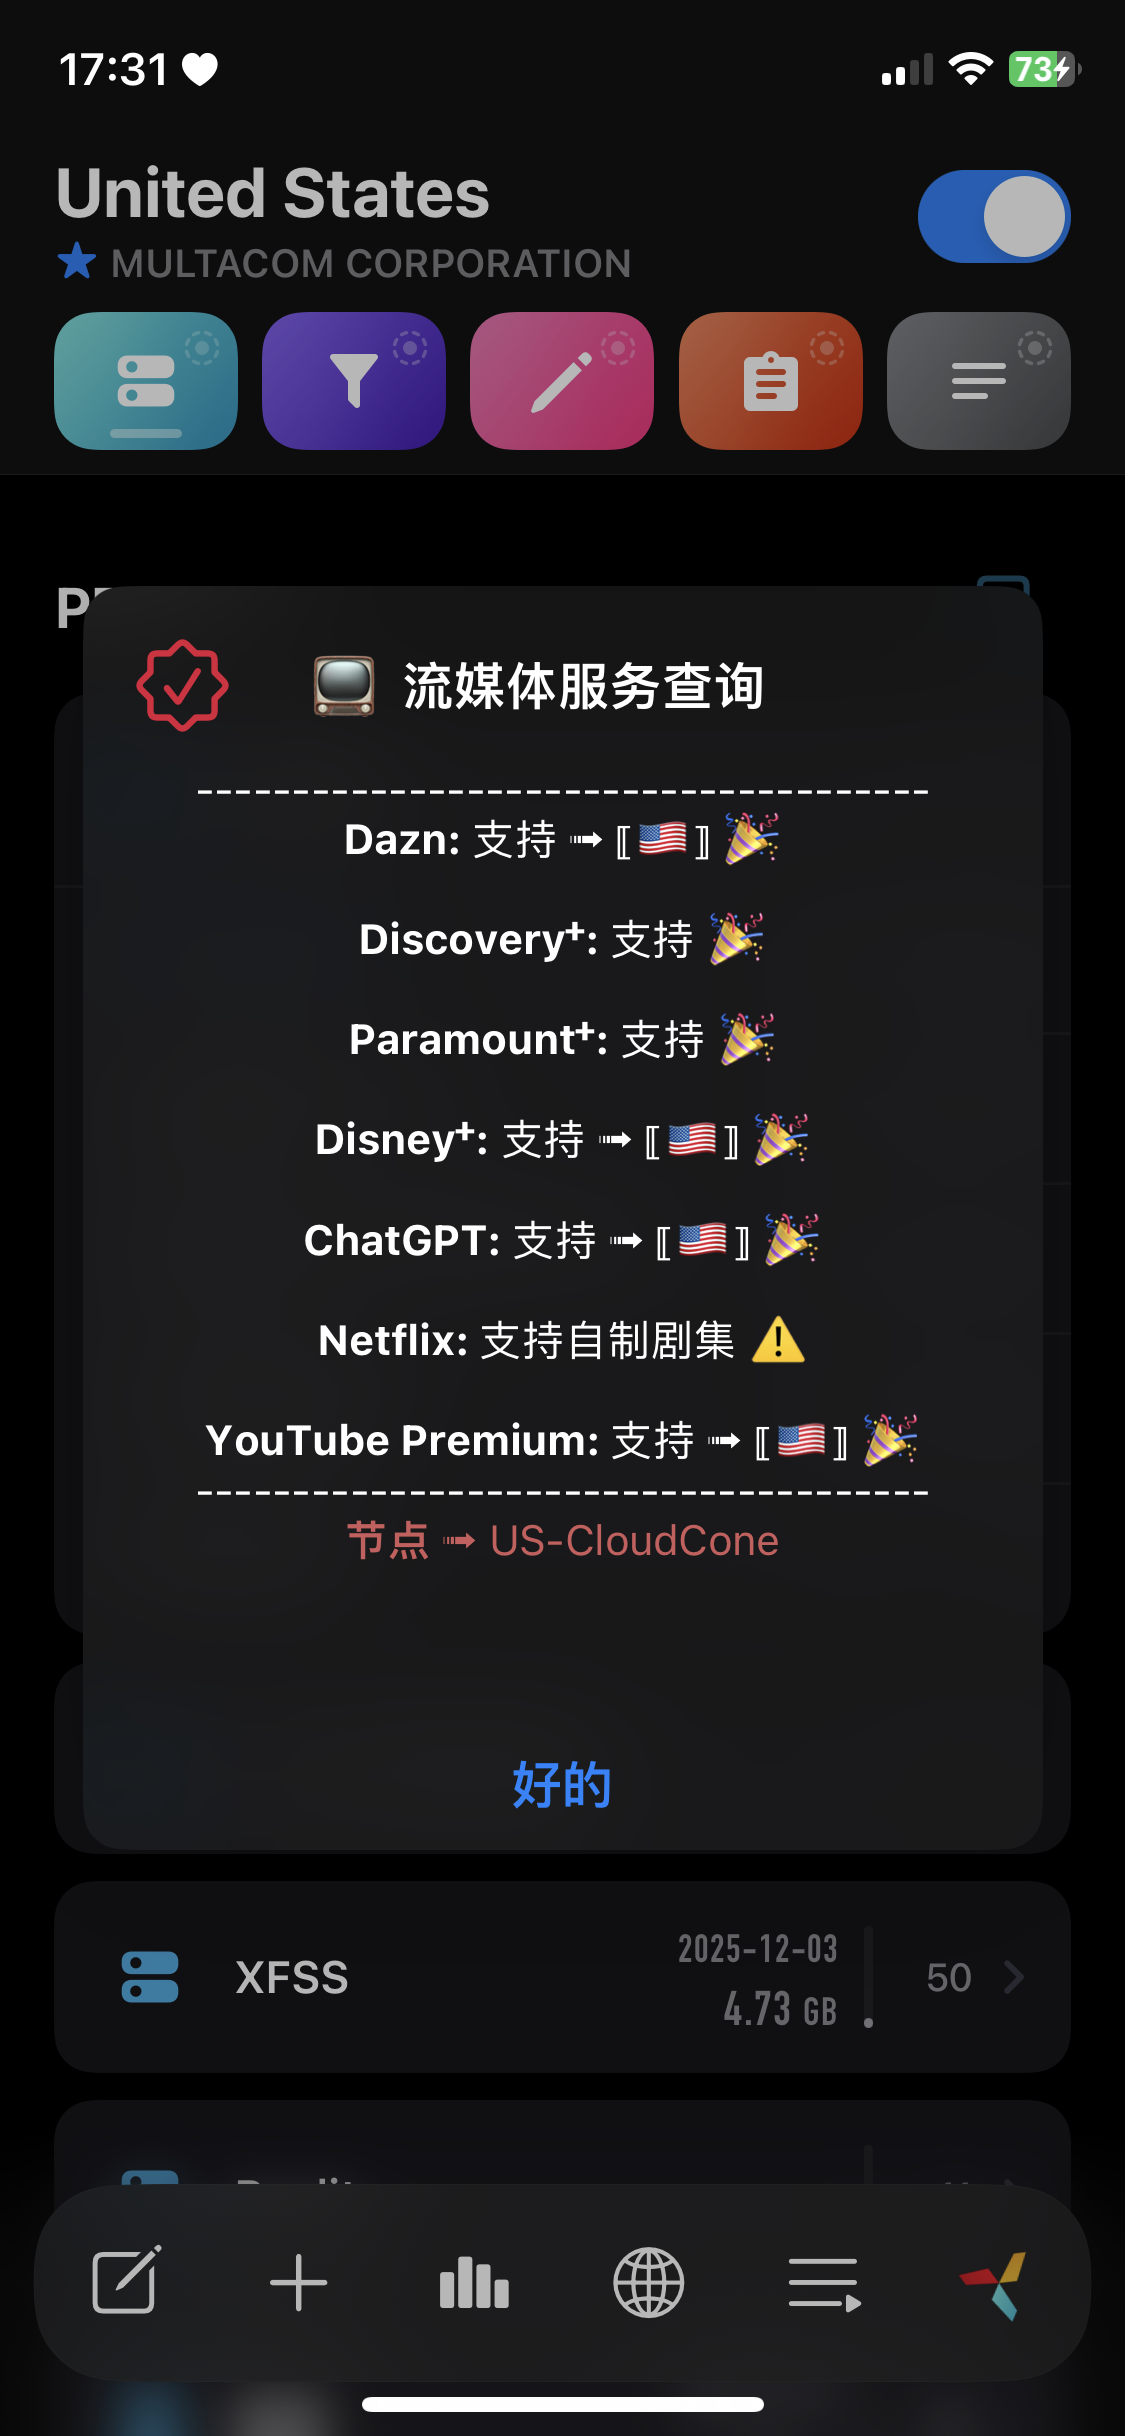 17:31
73
United States
MULTACOM CORPORATION
流媒体服务查询
--------------------------------------
Dazn: 支持 ➟ ⟦🇺🇸⟧ 🎉
Discovery⁺: 支持 🎉
Paramount⁺: 支持 🎉
Disney⁺: 支持 ➟ ⟦🇺🇸⟧ 🎉
ChatGPT: 支持 ➟ ⟦🇺🇸⟧ 🎉
Netflix: 支持自制剧集 ⚠️
YouTube Premium: 支持 ➟ ⟦🇺🇸⟧ 🎉
--------------------------------------
节点 ➟ US-CloudCone
好的
XFSS
2025-12-03
4.73 GB
50